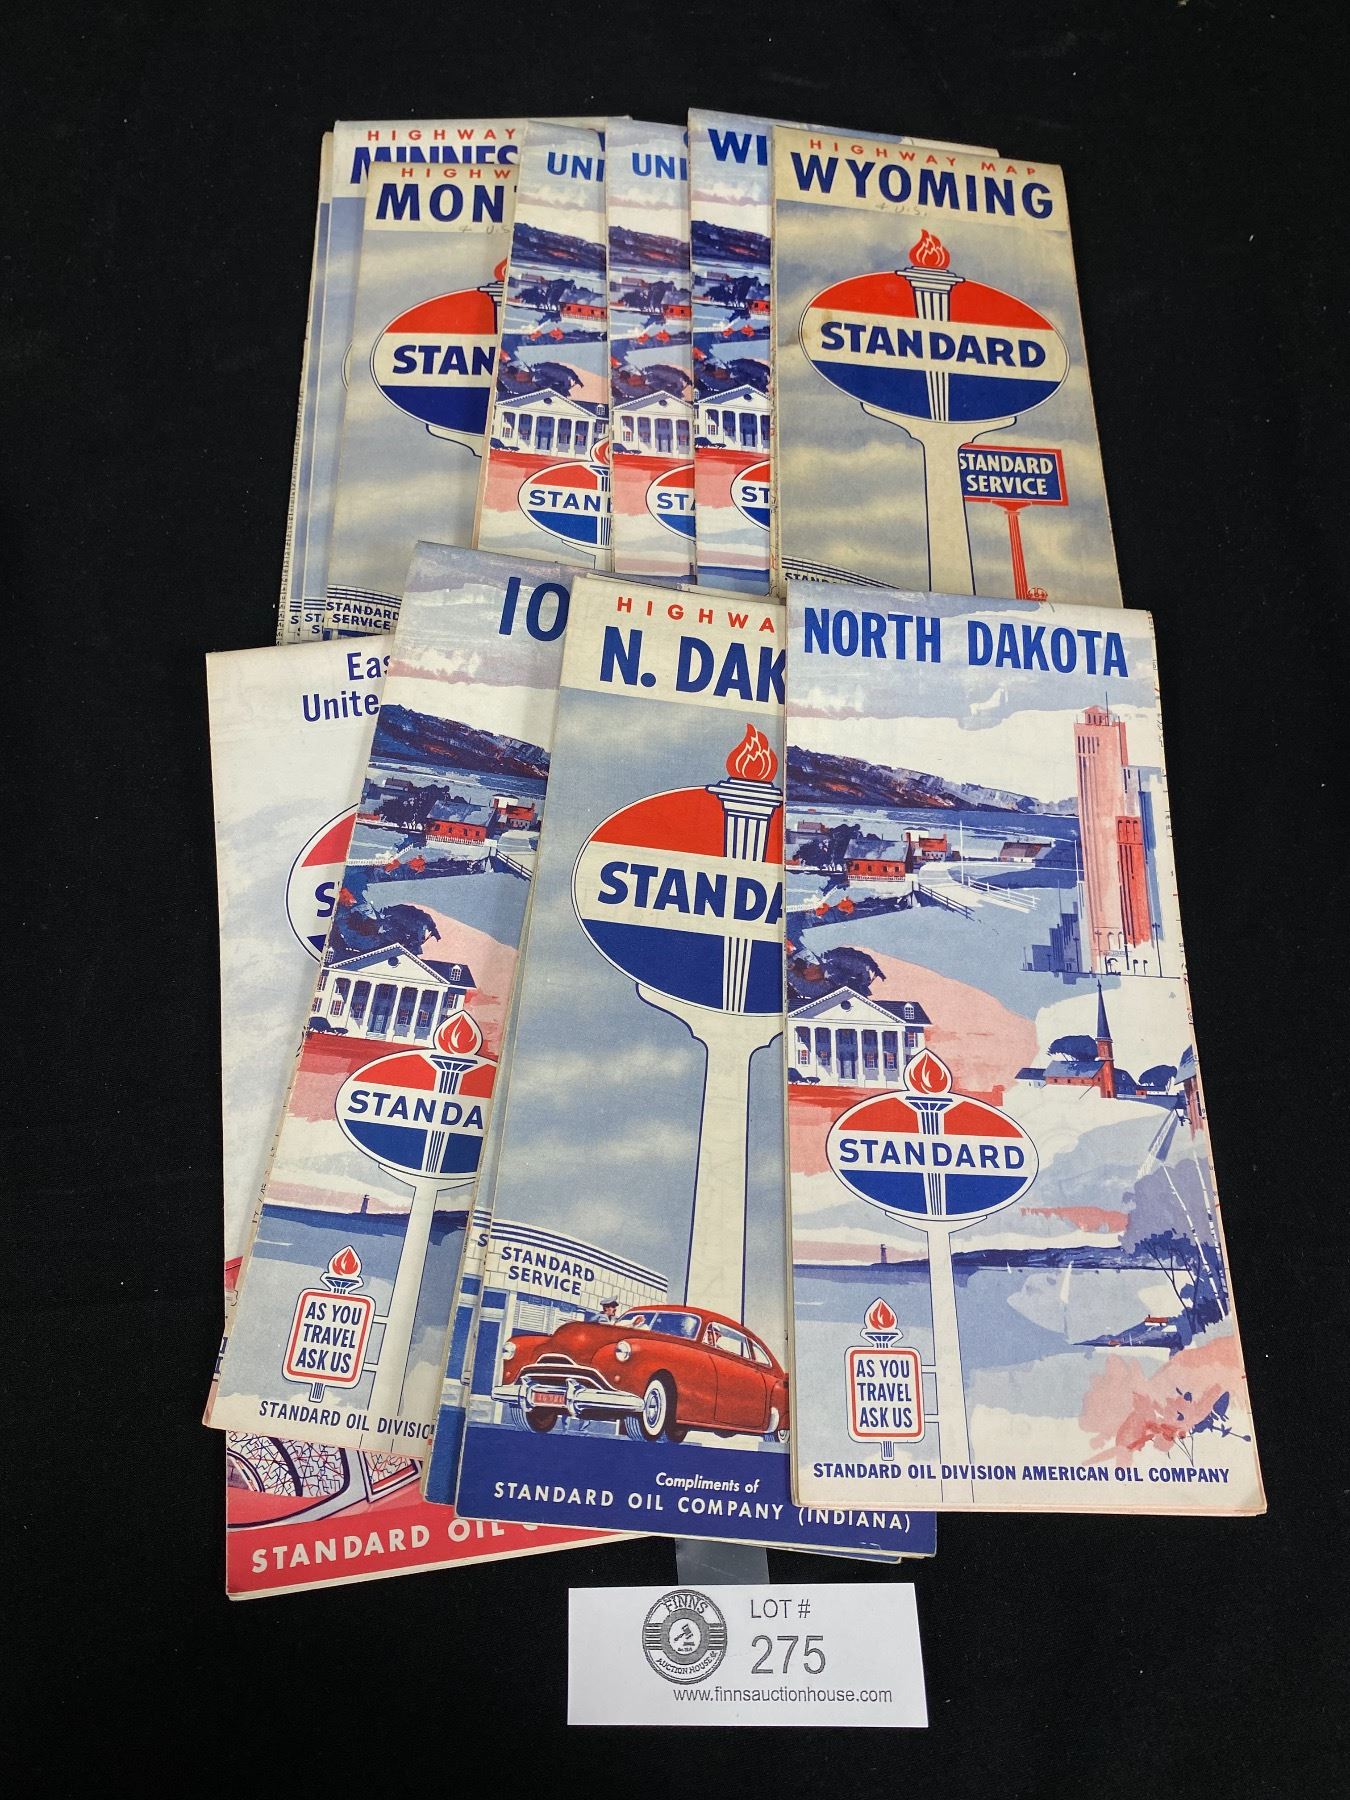 HIGHWAY
MINNES
HIGHW
MON
& U.S
UNI
UNI
WI
HIGHWAY MAP
WYOMING
& U.S.
STAN
STANDARD
STANDARD
SERVICE
STAN
STA
ST
STANDARD
SERVICE
Eas
Unite
S
IO
STANDA
AS YOU
TRAVEL
ASK US
STANDARD OIL DIVISIC
STANDARD OIL C
HIGHWA
N. DAK
STANDA
STANDARD
SERVICE
Compliments of
STANDARD OIL COMPANY (INDIANA)
NORTH DAKOTA
STANDARD
AS YOU
TRAVEL
ASK US
STANDARD OIL DIVISION AMERICAN OIL COMPANY
FINNS
AUCTION HOUSE
LOT #
275
www.finnsauctionhouse.com